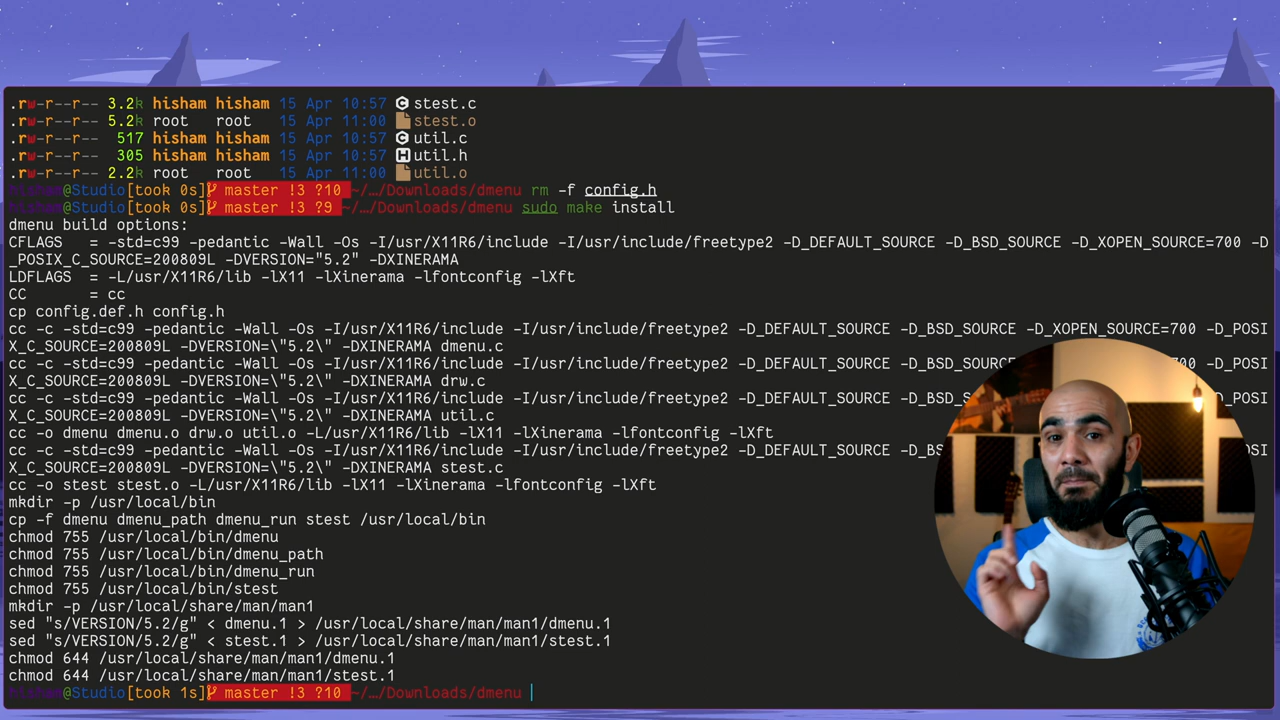 .rw-r--r-- 3.2k hisham hisham 15 Apr 10:57 stest.c
.rw-r--r-- 5.2k root root 15 Apr 11:00 stest.o
.rw-r--r-- 517 hisham hisham 15 Apr 10:57 util.c
.rw-r--r-- 305 hisham hisham 15 Apr 10:57 util.h
.rw-r--r-- 2.2k root root 15 Apr 11:00 util.o
hisham@Studio[took 0s] master !3 ?10 ~/…/Downloads/dmenu rm -f config.h
hisham@Studio[took 0s] master !3 ?9 ~/…/Downloads/dmenu sudo make install
dmenu build options:
CFLAGS = -std=c99 -pedantic -Wall -Os -I/usr/X11R6/include -I/usr/include/freetype2 -D_DEFAULT_SOURCE -D_BSD_SOURCE -D_XOPEN_SOURCE=700 -D
_POSIX_C_SOURCE=200809L -DVERSION="5.2" -DXINERAMA
LDFLAGS = -L/usr/X11R6/lib -lX11 -lXinerama -lfontconfig -lXft
CC = cc
cp config.def.h config.h
cc -c -std=c99 -pedantic -Wall -Os -I/usr/X11R6/include -I/usr/include/freetype2 -D_DEFAULT_SOURCE -D_BSD_SOURCE -D_XOPEN_SOURCE=700 -D_POSI
X_C_SOURCE=200809L -DVERSION=\"5.2\" -DXINERAMA dmenu.c
cc -c -std=c99 -pedantic -Wall -Os -I/usr/X11R6/include -I/usr/include/freetype2 -D_DEFAULT_SOURCE -D_BSD_SOURC 700 -D_POSI
X_C_SOURCE=200809L -DVERSION=\"5.2\" -DXINERAMA drw.c
cc -c -std=c99 -pedantic -Wall -Os -I/usr/X11R6/include -I/usr/include/freetype2 -D_DEFAULT_SOURCE -D_BSD_S POSI
X_C_SOURCE=200809L -DVERSION=\"5.2\" -DXINERAMA util.c
cc -o dmenu dmenu.o drw.o util.o -L/usr/X11R6/lib -lX11 -lXinerama -lfontconfig -lXft
cc -c -std=c99 -pedantic -Wall -Os -I/usr/X11R6/include -I/usr/include/freetype2 -D_DEFAULT_SOURCE -D_BS OSI
X_C_SOURCE=200809L -DVERSION=\"5.2\" -DXINERAMA stest.c
cc -o stest stest.o -L/usr/X11R6/lib -lX11 -lXinerama -lfontconfig -lXft
mkdir -p /usr/local/bin
cp -f dmenu dmenu_path dmenu_run stest /usr/local/bin
chmod 755 /usr/local/bin/dmenu
chmod 755 /usr/local/bin/dmenu_path
chmod 755 /usr/local/bin/dmenu_run
chmod 755 /usr/local/bin/stest
mkdir -p /usr/local/share/man/man1
sed "s/VERSION/5.2/g" < dmenu.1 > /usr/local/share/man/man1/dmenu.1
sed "s/VERSION/5.2/g" < stest.1 > /usr/local/share/man/man1/stest.1
chmod 644 /usr/local/share/man/man1/dmenu.1
chmod 644 /usr/local/share/man/man1/stest.1
hisham@Studio[took 1s] master !3 ?10 ~/…/Downloads/dmenu